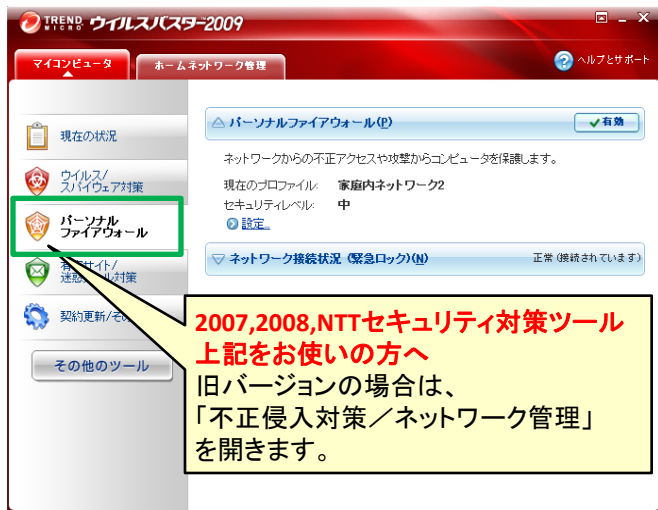 TREND MICRO ウイルスバスター2009
マイコンピュータ
ホームネットワーク管理
ヘルプとサポート
現在の状況
ウイルス/
スパイウェア対策
パーソナル
ファイアウォール
サイト/
対策
契約更新/そ
その他のツール
パーソナルファイアウォール(P)
有効
ネットワークからの不正アクセスや攻撃からコンピュータを保護します。
現在のプロファイル: 家庭内ネットワーク2
セキュリティレベル: 中
設定...
ネットワーク接続状況 (緊急ロック)(N)
正常 (接続されています)
2007,2008,NTTセキュリティ対策ツール
上記をお使いの方へ
旧バージョンの場合は、
「不正侵入対策／ネットワーク管理」
を開きます。